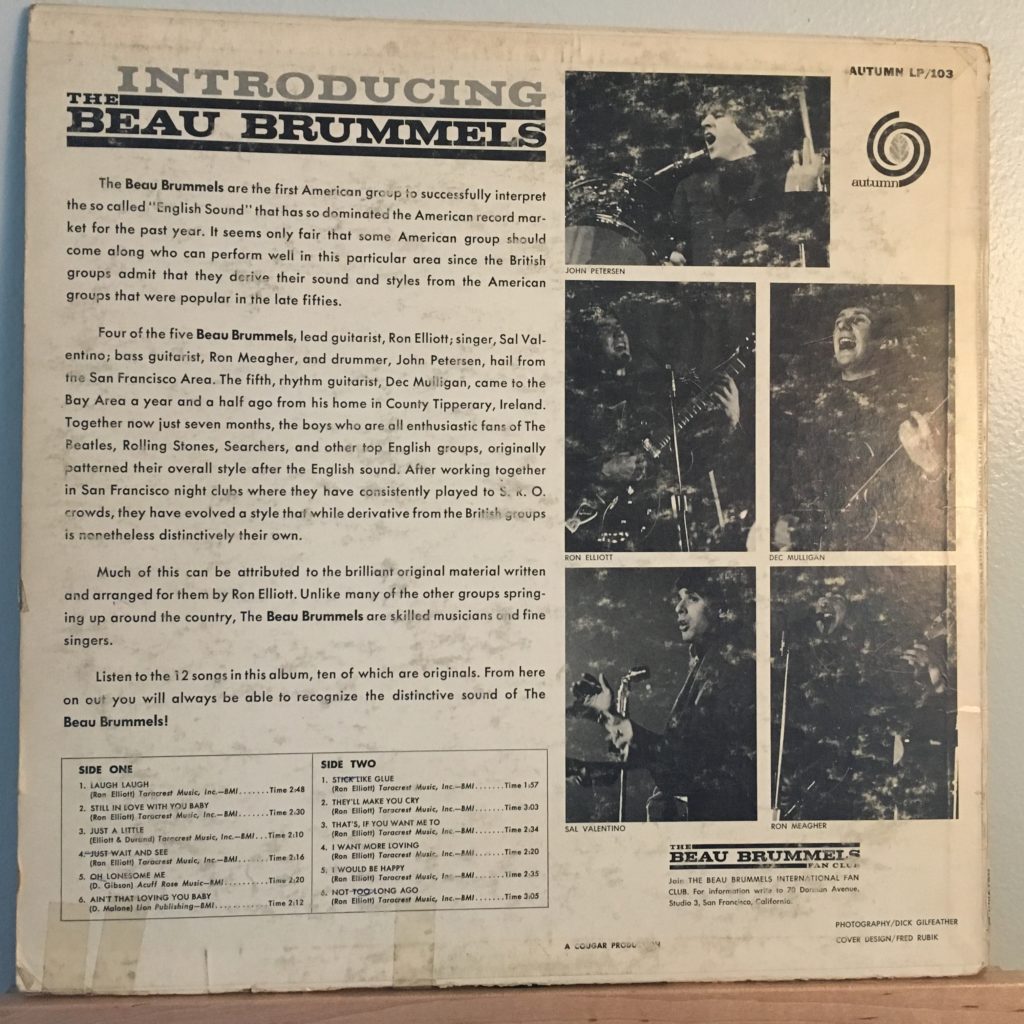 INTRODUCING
THE
BEAU BRUMMELS
The Beau Brummels are the first American group to successfully interpret
the so called "English Sound" that has so dominated the American record mar-
ket for the past year. It seems only fair that some American group should
come along who can perform well in this particular area since the British
groups admit that they derive their sound and styles from the American
groups that were popular in the late fifties.
Four of the five Beau Brummels, lead guitarist, Ron Elliott; singer, Sal Val-
entino; bass guitarist, Ron Meagher, and drummer, John Petersen, hail from
the San Francisco Area. The fifth, rhythm guitarist, Dec Mulligan, came to the
Bay Area a year and a half ago from his home in County Tipperary, Ireland.
Together now just seven months, the boys who are all enthusiastic fans of The
Beatles, Rolling Stones, Searchers, and other top English groups, originally
patterned their overall style after the English sound. After working together
in San Francisco night clubs where they have consistently played to S. R. O.
crowds, they have evolved a style that while derivative from the British groups
is nonetheless distinctively their own.
Much of this can be attributed to the brilliant original material written
and arranged for them by Ron Elliott. Unlike many of the other groups spring-
ing up around the country, The Beau Brummels are skilled musicians and fine
singers.
Listen to the 12 songs in this album, ten of which are originals. From here
on out you will always be able to recognize the distinctive sound of The
Beau Brummels!
SIDE ONE
1. LAUGH LAUGH
(Ron Elliott) Taracrest Music, Inc.—BMI.......Time 2:48
2. STILL IN LOVE WITH YOU BABY
(Ron Elliott) Taracrest Music, Inc.—BMI.......Time 2:30
3. JUST A LITTLE
(Elliott & Durand) Taracrest Music, Inc.—BMI...Time 2:10
4. JUST WAIT AND SEE
(Ron Elliott) Taracrest Music, Inc.—BMI.......Time 2:16
5. OH LONESOME ME
(D. Gibson) Acuff Rose Music—BMI..........Time 2:20
6. AIN'T THAT LOVING YOU BABY
(D. Malone) Lion Publishing—BMI............Time 2:12
SIDE TWO
1. STICK LIKE GLUE
(Ron Elliott) Taracrest Music, Inc.—BMI.......Time 1:57
2. THEY'LL MAKE YOU CRY
(Ron Elliott) Taracrest Music, Inc.—BMI.......Time 3:03
3. THAT'S, IF YOU WANT ME TO
(Ron Elliott) Taracrest Music, Inc.—BMI.......Time 2:34
4. I WANT MORE LOVING
(Ron Elliott) Taracrest Music, Inc.—BMI.......Time 2:20
5. I WOULD BE HAPPY
(Ron Elliott) Taracrest Music, Inc.—BMI.......Time 2:35
6. NOT TOO LONG AGO
(Ron Elliott) Taracrest Music, Inc.—BMI.......Time 3:05
AUTUMN LP/103
autumn
JOHN PETERSEN
RON ELLIOTT
DEC MULLIGAN
SAL VALENTINO
RON MEAGHER
THE
BEAU BRUMMELS
FAN CLUB
Join THE BEAU BRUMMELS INTERNATIONAL FAN
CLUB. For information write to 70 Dorman Avenue,
Studio 3, San Francisco, California.
PHOTOGRAPHY/DICK GILFEATHER
COVER DESIGN/FRED RUBIK
A COUGAR PRODUCTION